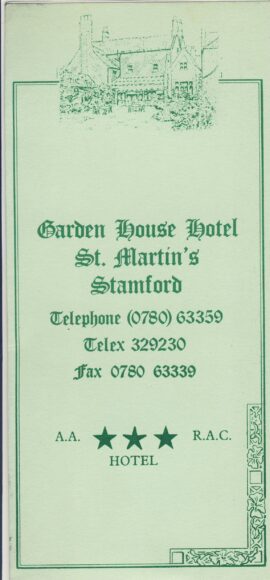 Garden House Hotel
St. Martin's
Stamford
Telephone (0780) 63359
Telex 329230
Fax 0780 63339
A.A. ★★★ R.A.C.
HOTEL